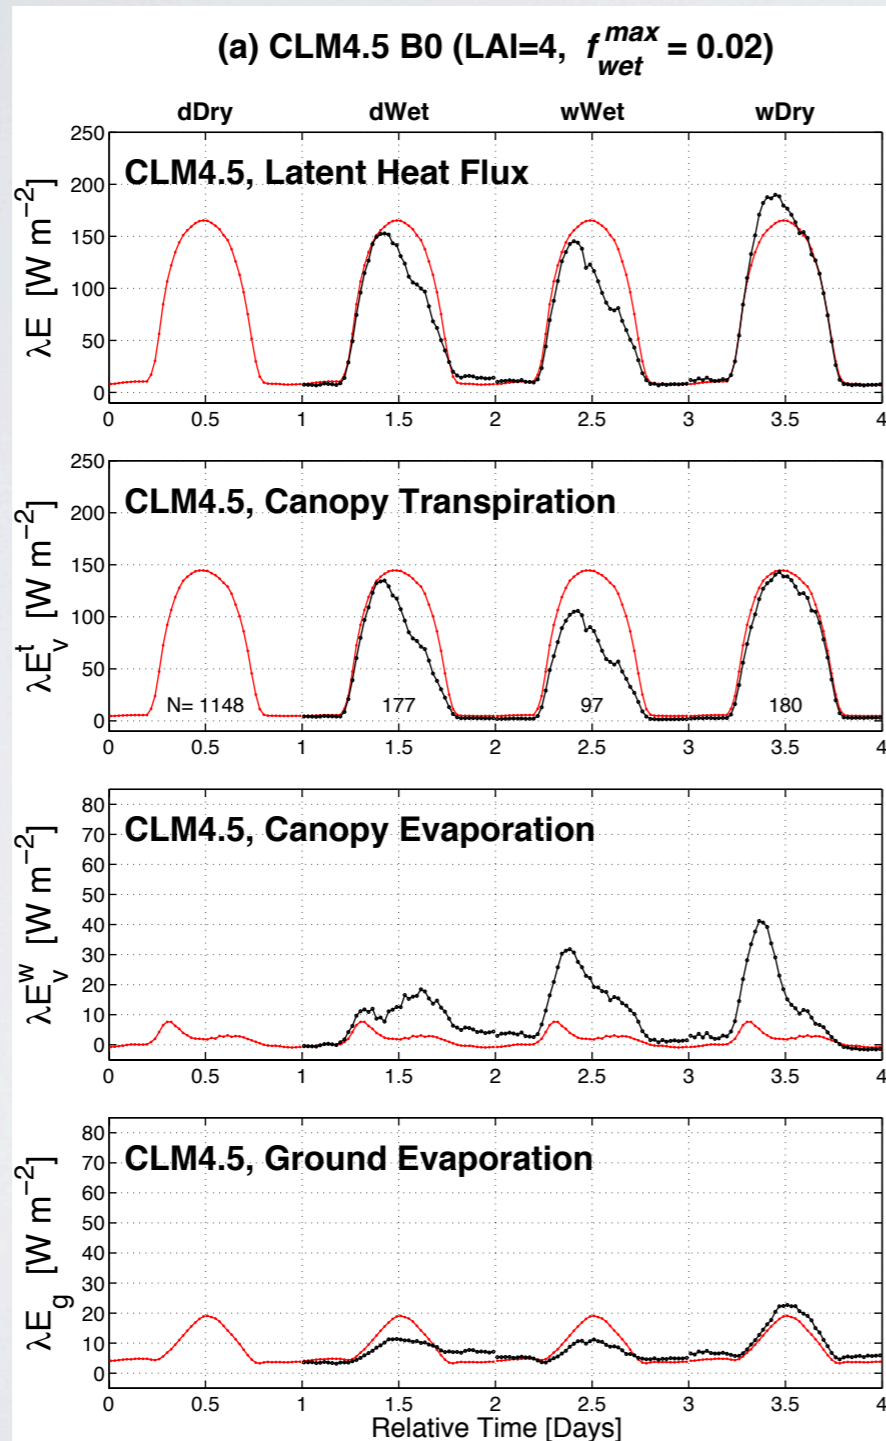 (a) CLM4.5 B0 (LAI=4, f_wet^max = 0.02)
dDry dWet wWet wDry
CLM4.5, Latent Heat Flux
λE [W m⁻²]
250
200
150
100
50
0
0 0.5 1 1.5 2 2.5 3 3.5 4
CLM4.5, Canopy Transpiration
λE_v^t [W m⁻²]
250
200
150
100
50
0
N= 1148 177 97 180
0 0.5 1 1.5 2 2.5 3 3.5 4
CLM4.5, Canopy Evaporation
λE_v^w [W m⁻²]
80
70
60
50
40
30
20
10
0
0 0.5 1 1.5 2 2.5 3 3.5 4
CLM4.5, Ground Evaporation
λE_g [W m⁻²]
80
70
60
50
40
30
20
10
0
0 0.5 1 1.5 2 2.5 3 3.5 4
Relative Time [Days]